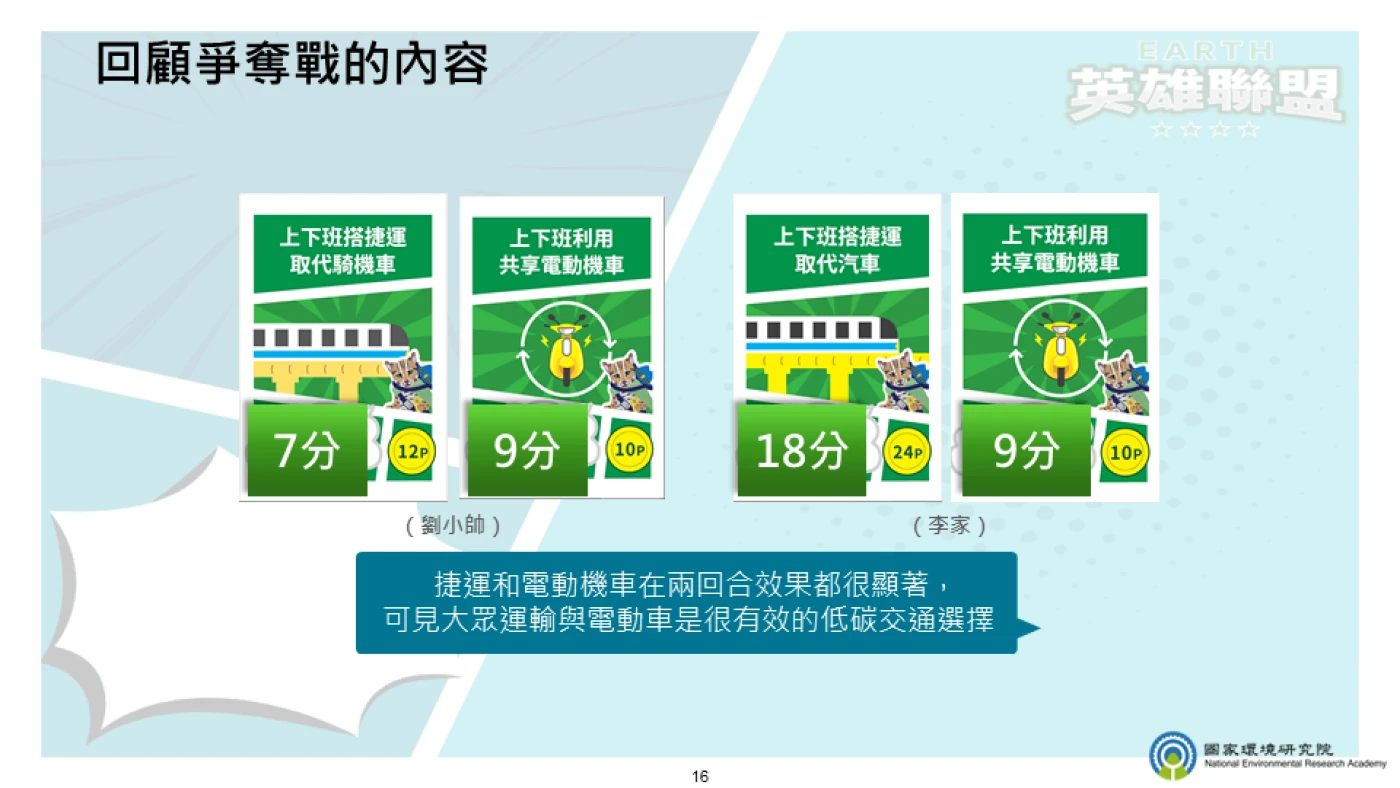 回顧爭奪戰的內容
EARTH
英雄聯盟
上下班搭捷運
取代騎機車
7分
12P
上下班利用
共享電動機車
9分
10P
上下班搭捷運
取代汽車
18分
24P
上下班利用
共享電動機車
9分
10P
(劉小帥)
(李家)
捷運和電動機車在兩回合效果都很顯著，
可見大眾運輸與電動車是很有效的低碳交通選擇
國家環境研究院
National Environmental Research Academy
16